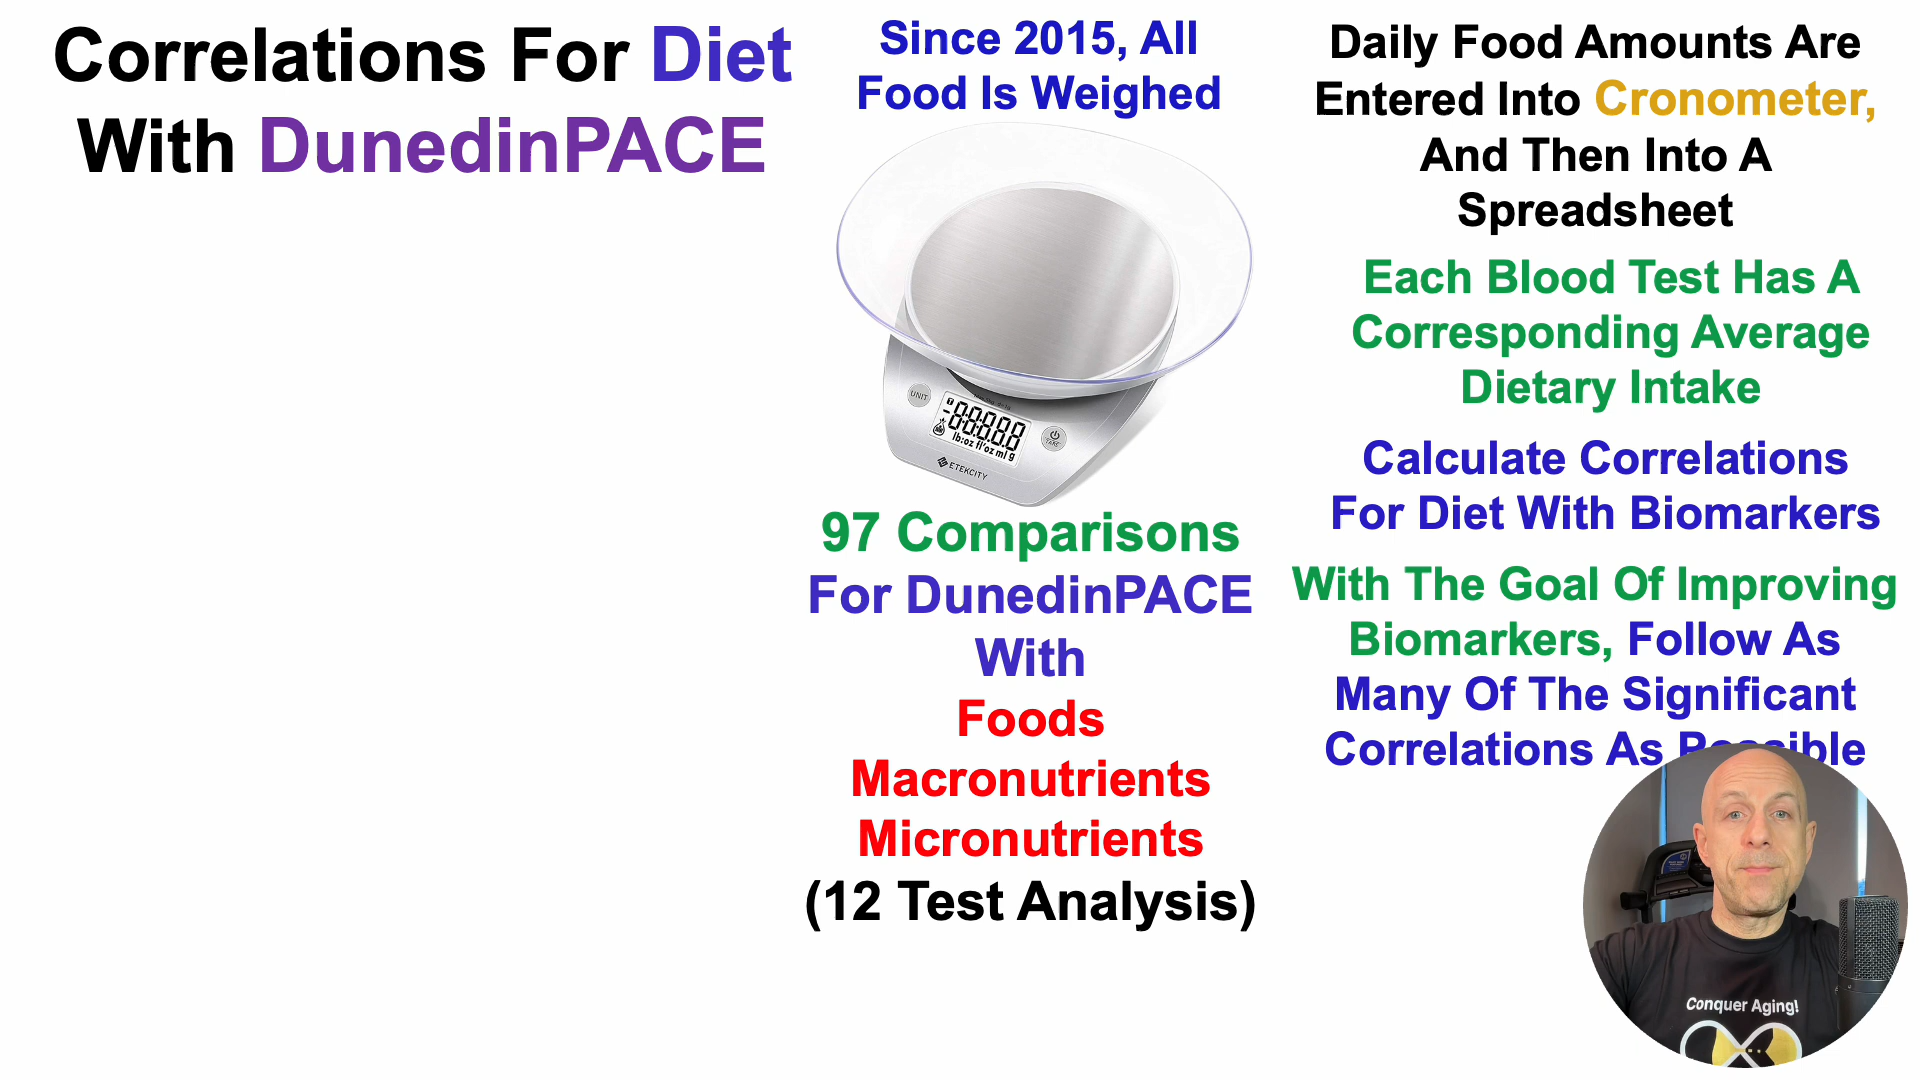 Correlations For Diet
With DunedinPACE
Since 2015, All
Food Is Weighed
UNIT
TARE
lb:oz fl'oz ml g
ETEKCITY
97 Comparisons
For DunedinPACE
With
Foods
Macronutrients
Micronutrients
(12 Test Analysis)
Daily Food Amounts Are
Entered Into Cronometer,
And Then Into A
Spreadsheet
Each Blood Test Has A
Corresponding Average
Dietary Intake
Calculate Correlations
For Diet With Biomarkers
With The Goal Of Improving
Biomarkers, Follow As
Many Of The Significant
Correlations As Possible
Conquer Aging!